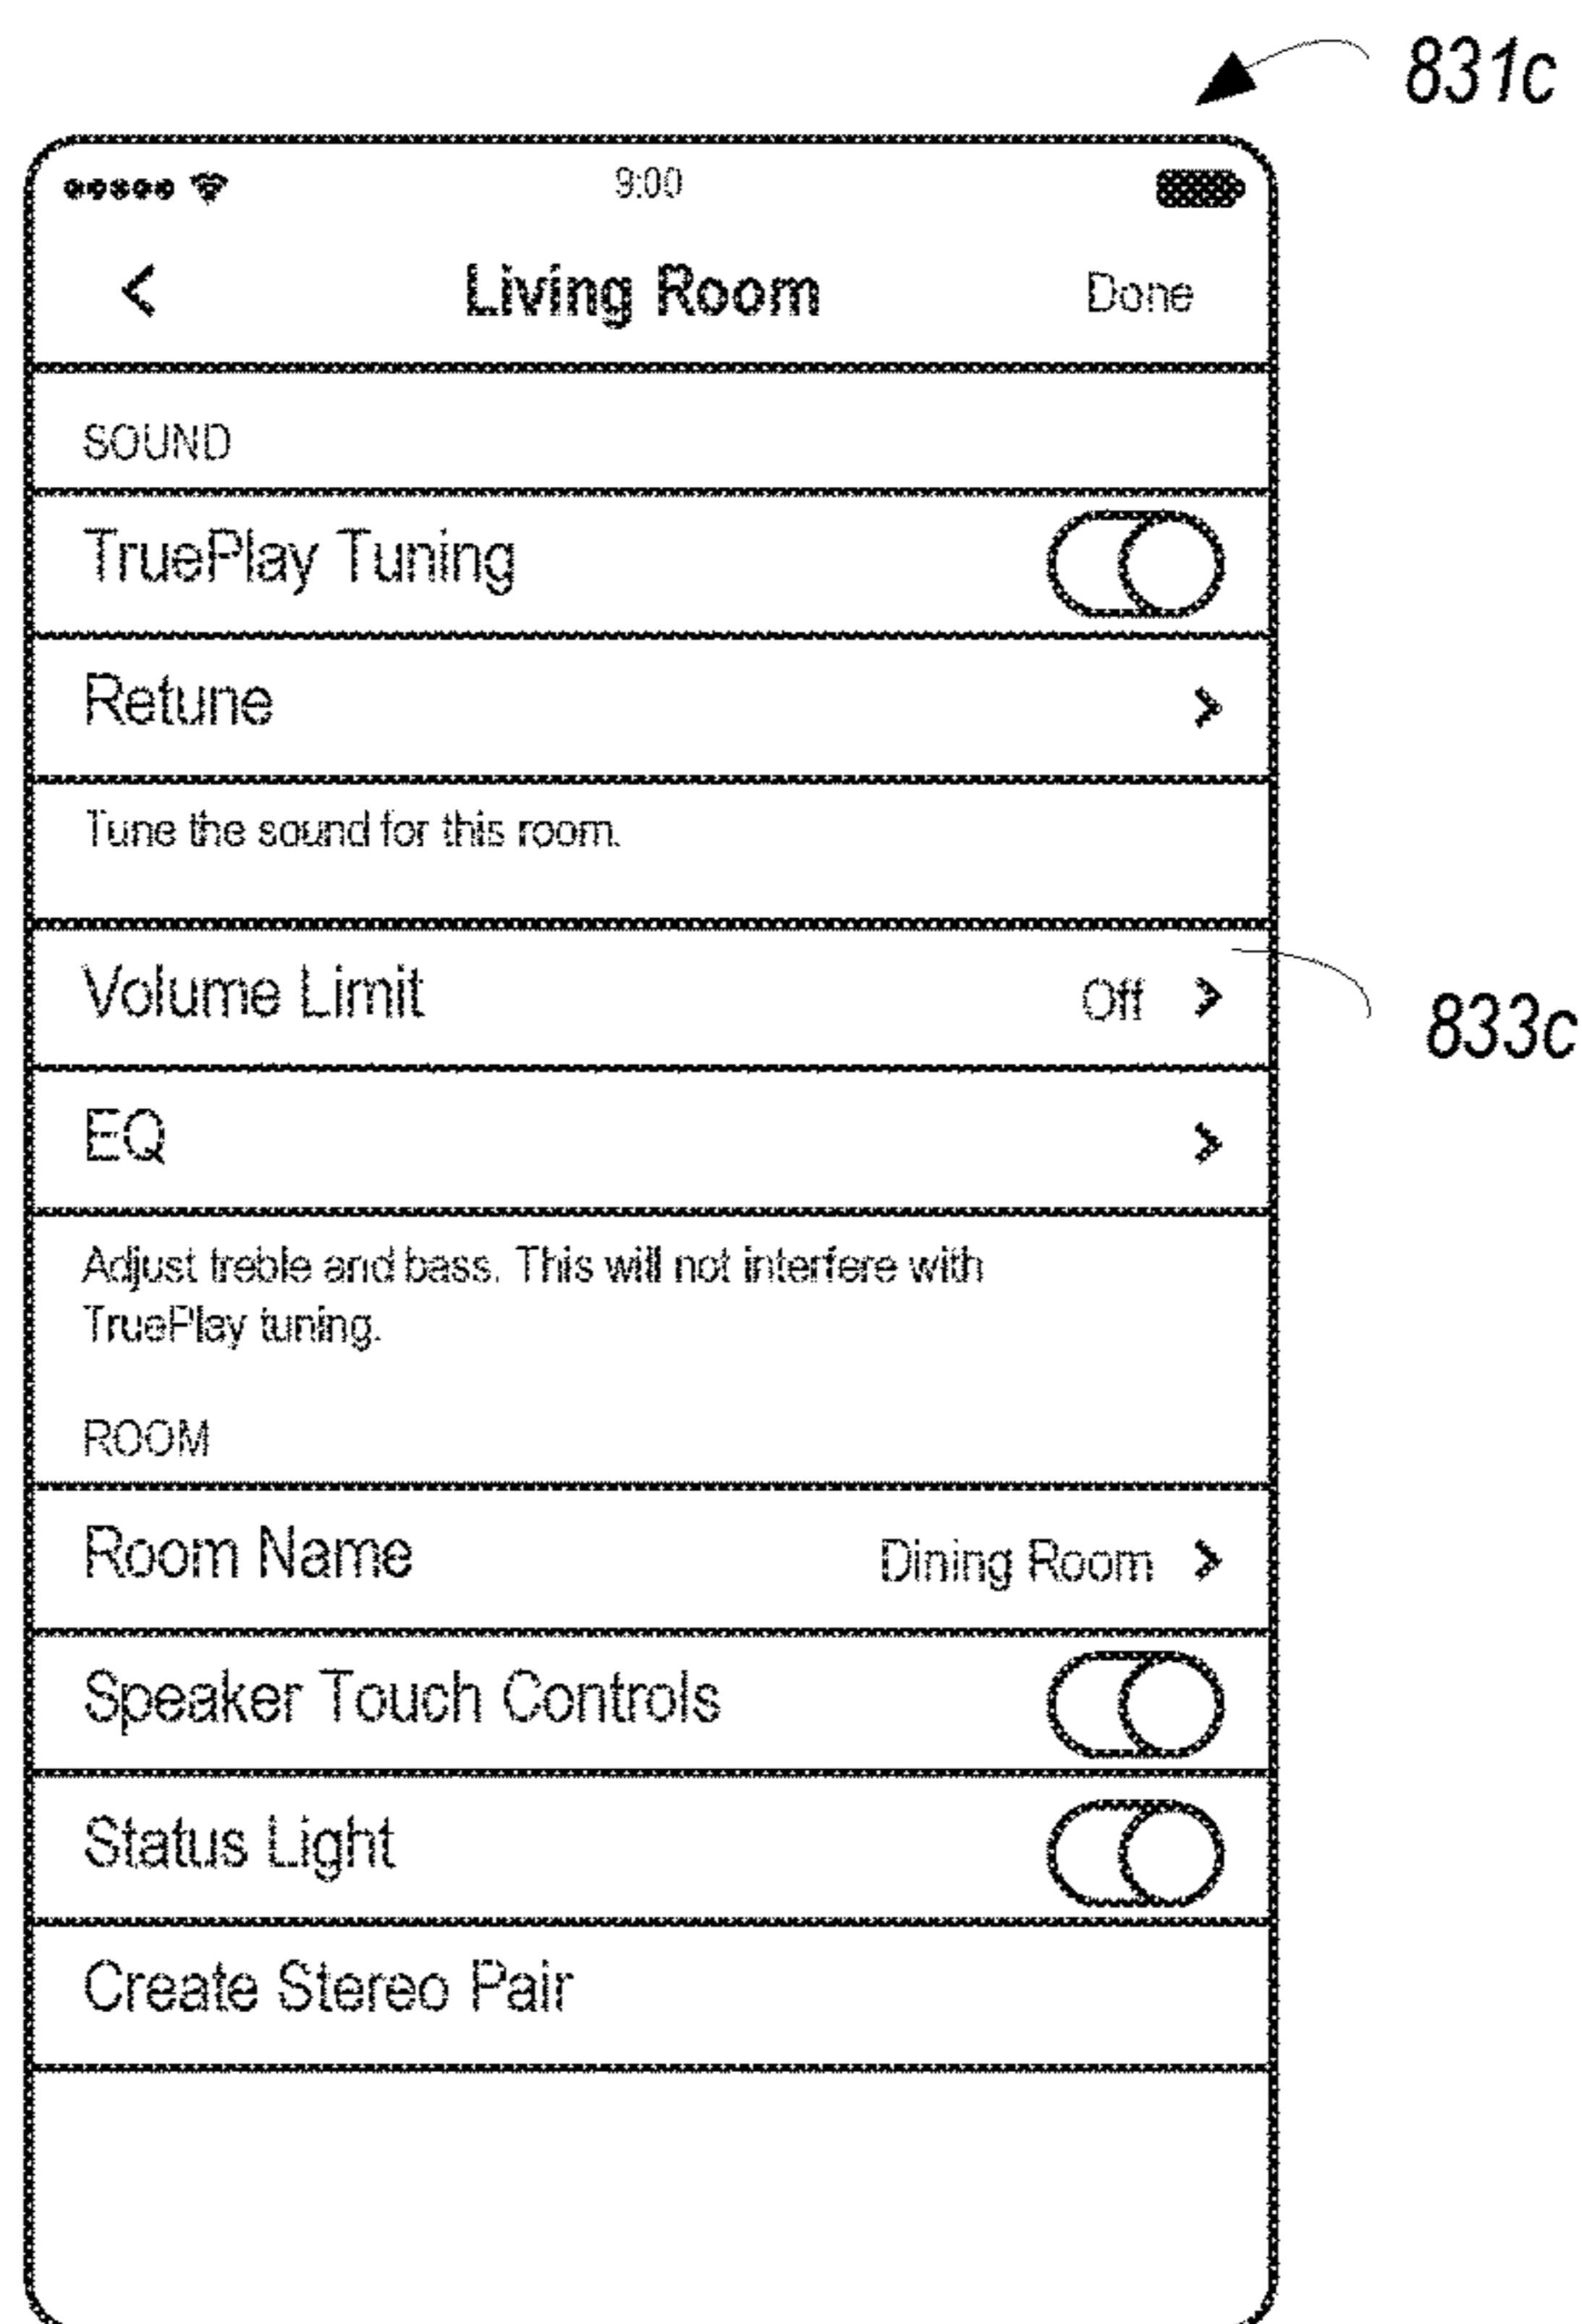 831c
9:00
< Living Room Done
SOUND
TruePlay Tuning
Retune >
Tune the sound for this room.
Volume Limit Off >
833c
EQ >
Adjust treble and bass. This will not interfere with
TruePlay tuning.
ROOM
Room Name Dining Room >
Speaker Touch Controls
Status Light
Create Stereo Pair